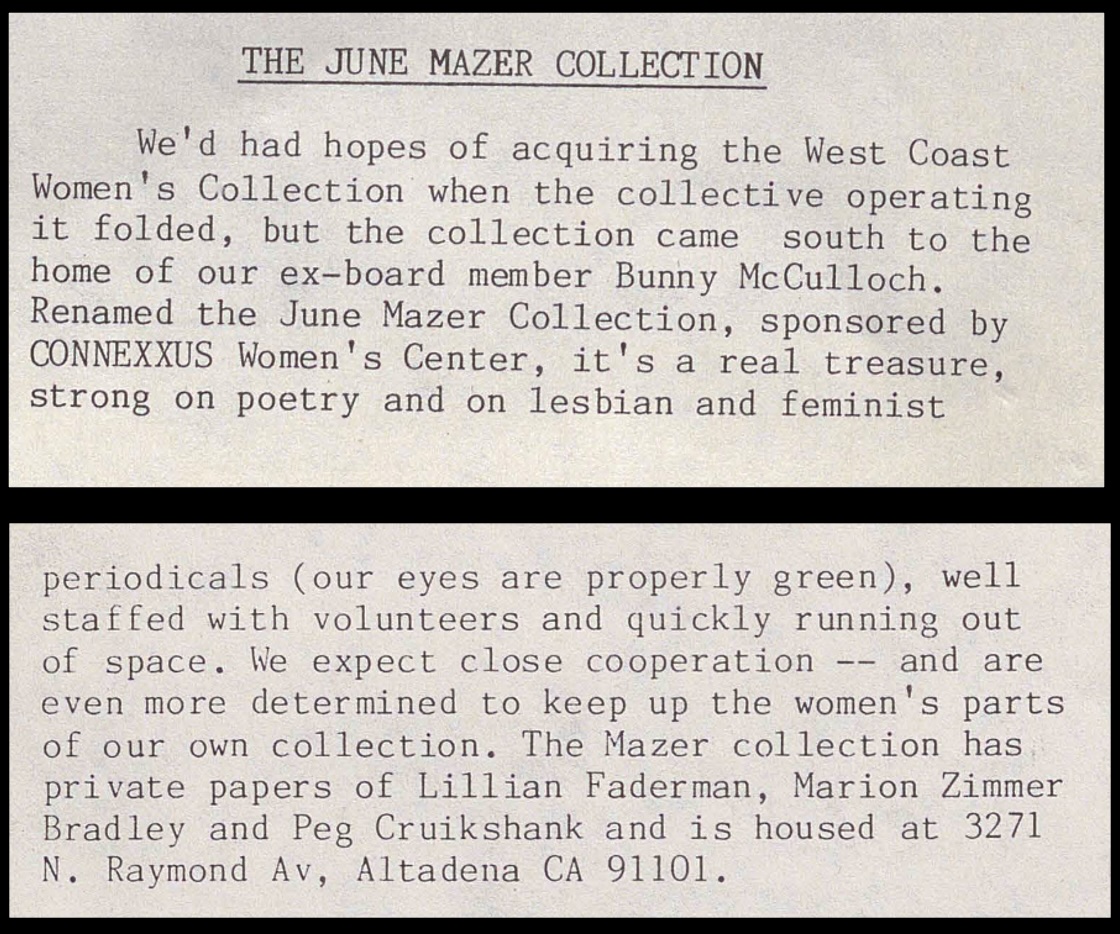 THE JUNE MAZER COLLECTION
We'd had hopes of acquiring the West Coast
Women's Collection when the collective operating
it folded, but the collection came  south to the
home of our ex-board member Bunny McCulloch.
Renamed the June Mazer Collection, sponsored by
CONNEXXUS Women's Center, it's a real treasure,
strong on poetry and on lesbian and feminist
periodicals (our eyes are properly green), well
staffed with volunteers and quickly running out
of space. We expect close cooperation -- and are
even more determined to keep up the women's parts
of our own collection. The Mazer collection has
private papers of Lillian Faderman, Marion Zimmer
Bradley and Peg Cruikshank and is housed at 3271
N. Raymond Av, Altadena CA 91101.